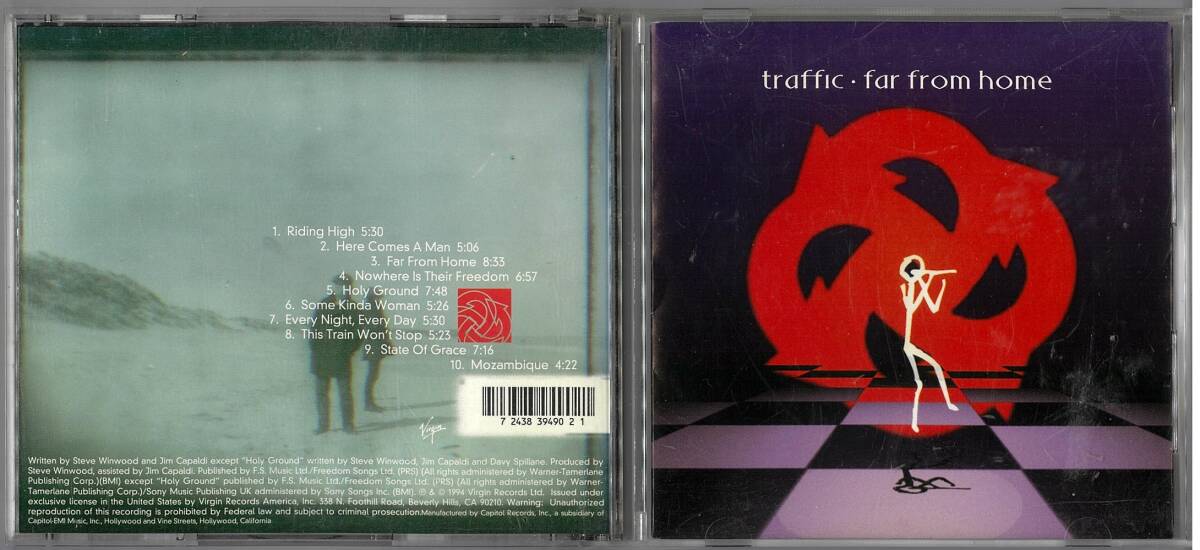 1. Riding High 5:30
2. Here Comes A Man 5:06
3. Far From Home 8:33
4. Nowhere Is Their Freedom 6:57
5. Holy Ground 7:48
6. Some Kinda Woman 5:26
7. Every Night, Every Day 5:30
8. This Train Won't Stop 5:23
9. State Of Grace 7:16
10. Mozambique 4:22
7 24383 94902 1
Virgin
Written by Steve Winwood and Jim Capaldi except "Holy Ground" written by Steve Winwood, Jim Capaldi and Davy Spillane. Produced by
Steve Winwood, assisted by Jim Capaldi. Published by F.S. Music Ltd./Freedom Songs Ltd. (PRS) (All rights administered by Warner-Tamerlane
Publishing Corp.)(BMI) except "Holy Ground" published by F.S. Music Ltd./Freedom Songs Ltd. (PRS) (All rights administered by Warner-
Tamerlane Publishing Corp.)/Sony Music Publishing UK administered by Sony Songs Inc. (BMI). ℗ & © 1994 Virgin Records Ltd. Issued under
exclusive license in the United States by Virgin Records America, Inc. 338 N. Foothill Road, Beverly Hills, CA 90210. Warning: Unauthorized
reproduction of this recording is prohibited by Federal law and subject to criminal prosecution.Manufactured by Capitol Records, Inc., a subsidiary of
Capitol-EMI Music, Inc., Hollywood and Vine Streets, Hollywood, California
traffic · far from home